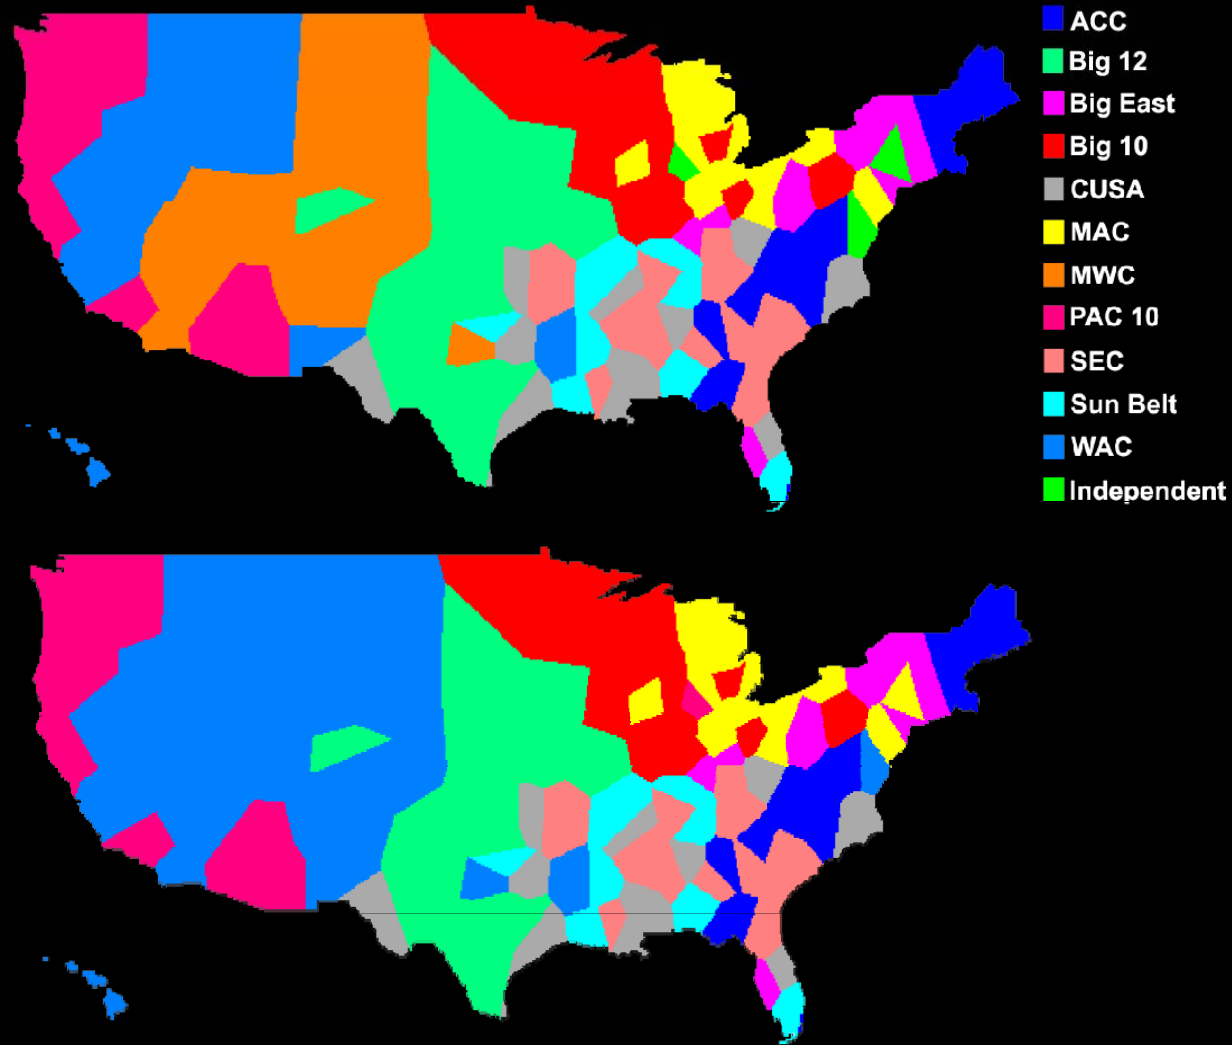 ACC
Big 12
Big East
Big 10
CUSA
MAC
MWC
PAC 10
SEC
Sun Belt
WAC
Independent